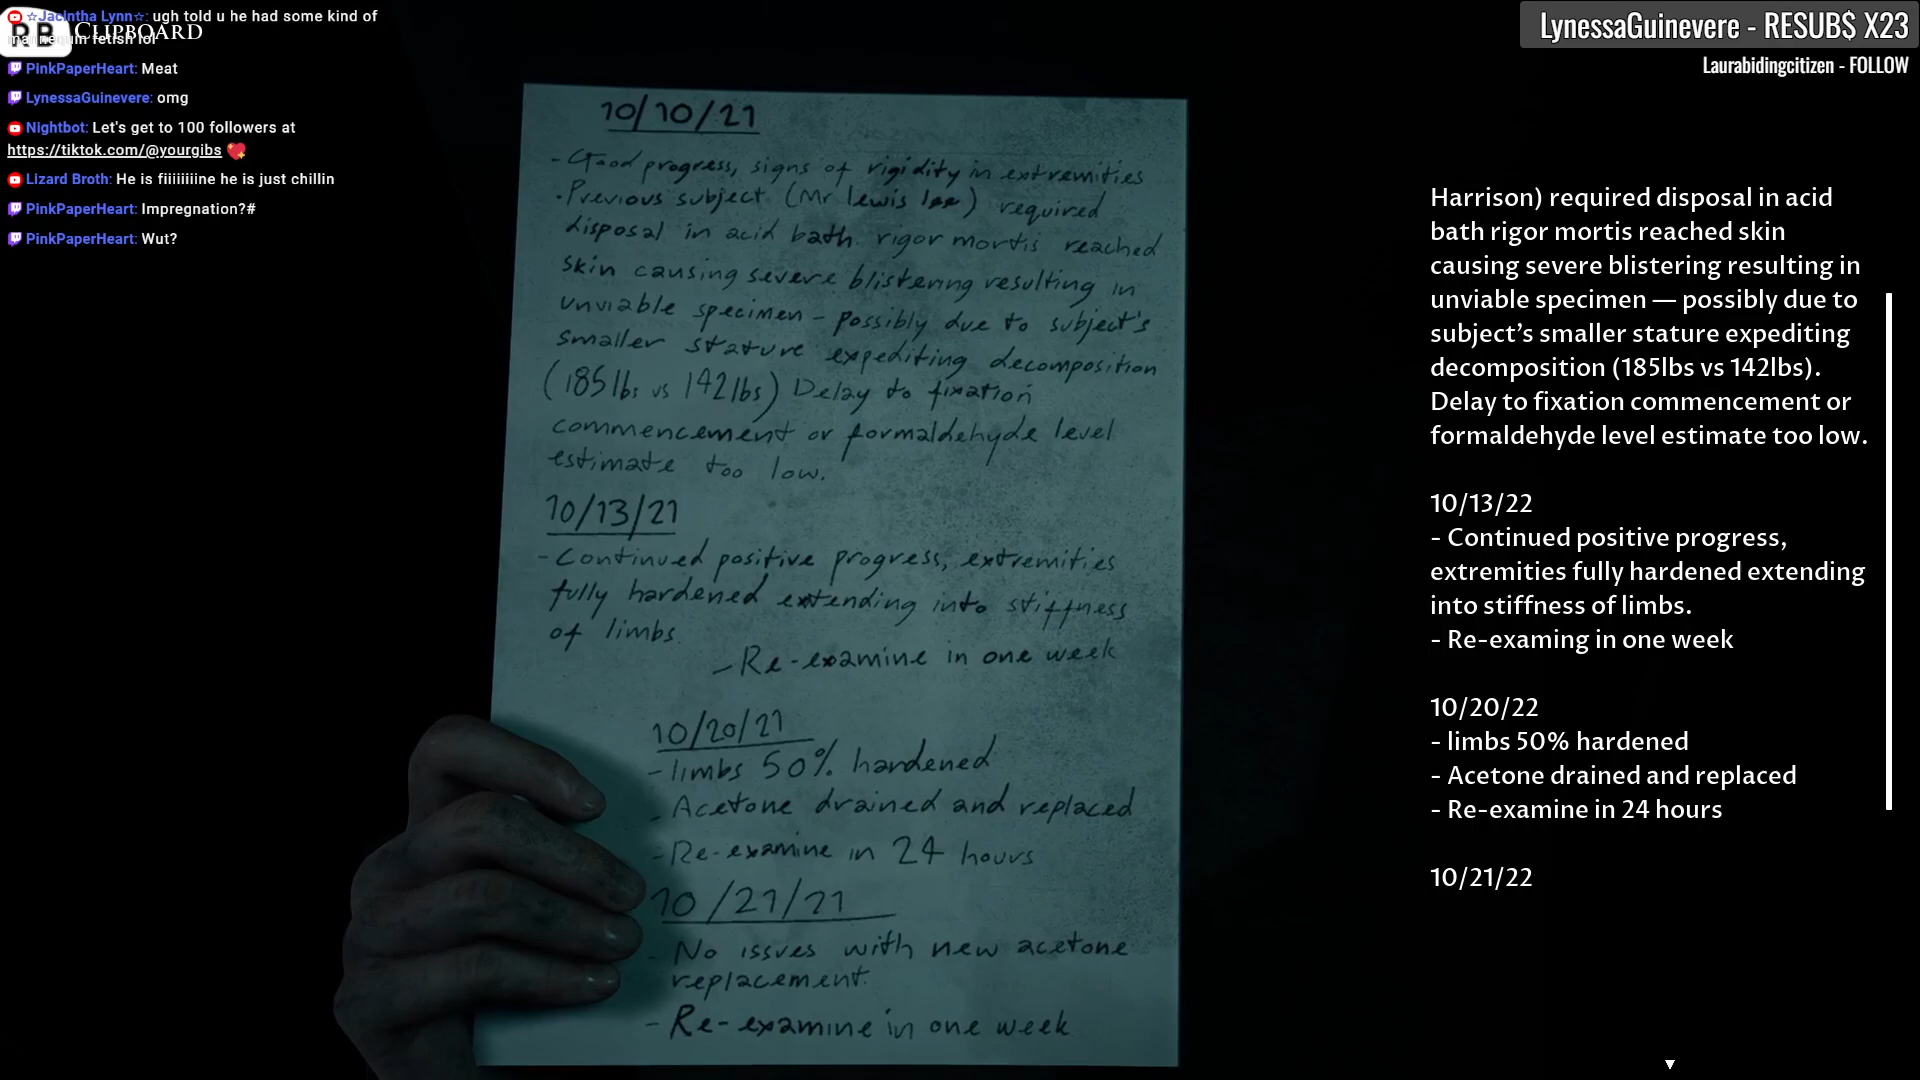 ☆Jacintha Lynn☆: ugh told u he had some kind of
mannequm fetish lol
RB
CLIPBOARD
PinkPaperHeart: Meat
LynessaGuinevere: omg
Nightbot: Let's get to 100 followers at
https://tiktok.com/@yourgibs 💖
Lizard Broth: He is fiiiiiiine he is just chillin
PinkPaperHeart: Impregnation?#
PinkPaperHeart: Wut?
10/10/21
- Good progress, signs of rigidity in extremities
- Previous subject (Mr lewis lee) required
disposal in acid bath. rigor mortis reached
skin causing severe blistering resulting in
unviable specimen - possibly due to subject's
smaller stature expediting decomposition
(185lbs vs 142lbs) Delay to fixation
commencement or formaldehyde level
estimate too low.
10/13/21
- Continued positive progress, extremities
fully hardened extending into stiffness
of limbs.
- Re-examine in one week
10/20/21
- limbs 50% hardened
- Acetone drained and replaced
- Re-examine in 24 hours
10/21/21
- No issues with new acetone
replacement.
- Re-examine in one week
LynessaGuinevere - RESUB$ X23
Laurabidingcitizen - FOLLOW
Harrison) required disposal in acid
bath rigor mortis reached skin
causing severe blistering resulting in
unviable specimen — possibly due to
subject's smaller stature expediting
decomposition (185lbs vs 142lbs).
Delay to fixation commencement or
formaldehyde level estimate too low.
10/13/22
- Continued positive progress,
extremities fully hardened extending
into stiffness of limbs.
- Re-examing in one week
10/20/22
- limbs 50% hardened
- Acetone drained and replaced
- Re-examine in 24 hours
10/21/22